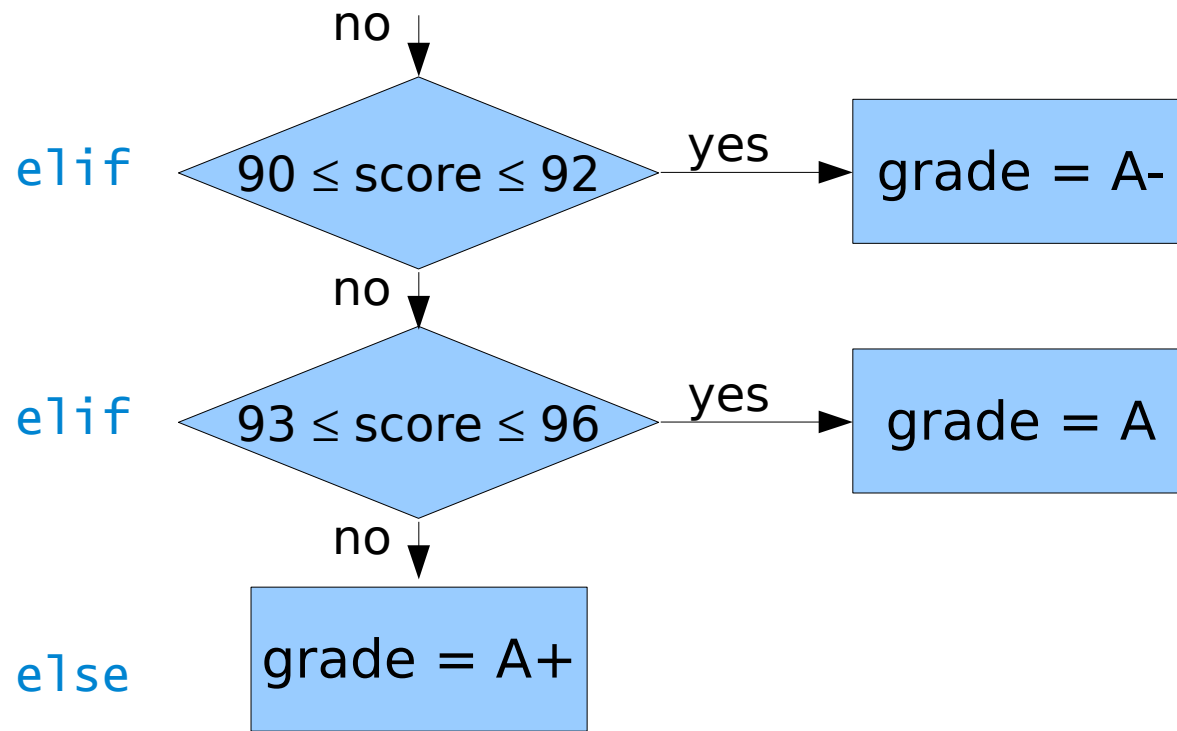 no
elif
90 ≤ score ≤ 92
yes
grade = A-
no
elif
93 ≤ score ≤ 96
yes
grade = A
no
else
grade = A+